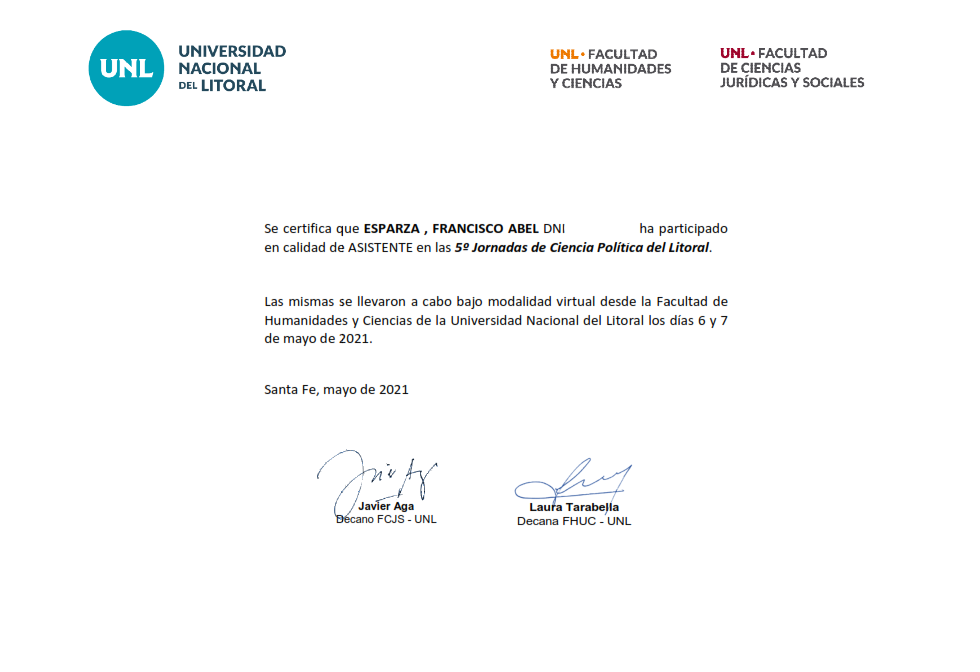 UNL
UNIVERSIDAD
NACIONAL
DEL LITORAL
UNL • FACULTAD
DE HUMANIDADES
Y CIENCIAS
UNL • FACULTAD
DE CIENCIAS
JURÍDICAS Y SOCIALES
Se certifica que ESPARZA , FRANCISCO ABEL DNI ha participado
en calidad de ASISTENTE en las 5º Jornadas de Ciencia Política del Litoral.
Las mismas se llevaron a cabo bajo modalidad virtual desde la Facultad de
Humanidades y Ciencias de la Universidad Nacional del Litoral los días 6 y 7
de mayo de 2021.
Santa Fe, mayo de 2021
Javier Aga
Decano FCJS - UNL
Laura Tarabella
Decana FHUC - UNL